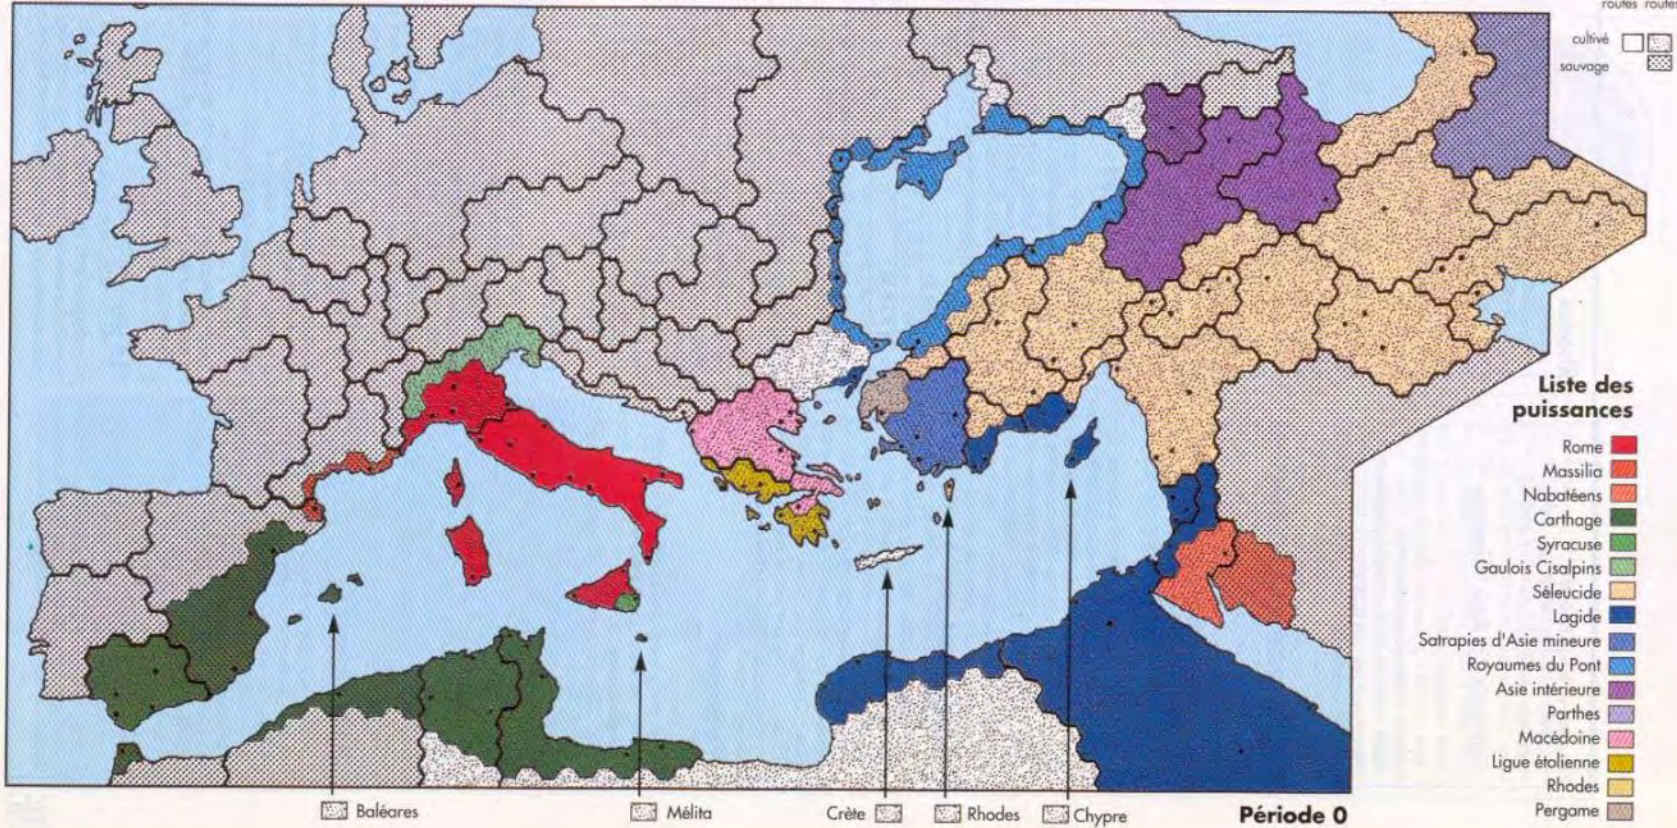 routes routes
cultivé
sauvage
Liste des
puissances
Rome
Massilia
Nabatéens
Carthage
Syracuse
Gaulois Cisalpins
Séleucide
Lagide
Satrapies d'Asie mineure
Royaumes du Pont
Asie intérieure
Parthes
Macédoine
Ligue étolienne
Rhodes
Pergame
Baléares
Mélita
Crète
Rhodes
Chypre
Période 0